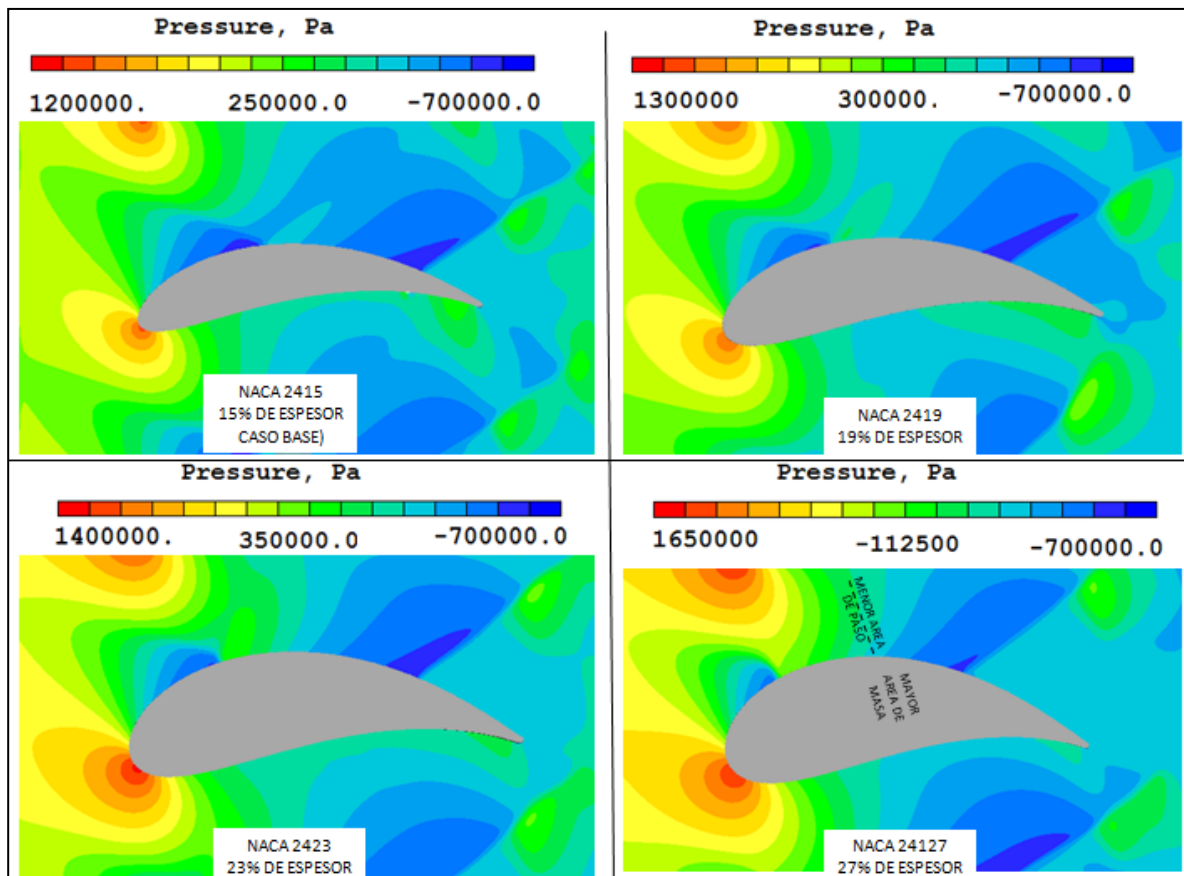 Pressure, Pa
1200000. 250000.0 -700000.0
NACA 2415
15% DE ESPESOR
CASO BASE)
Pressure, Pa
1300000 300000. -700000.0
NACA 2419
19% DE ESPESOR
Pressure, Pa
1400000. 350000.0 -700000.0
NACA 2423
23% DE ESPESOR
Pressure, Pa
1650000 -112500 -700000.0
MENOR AREA
DE PASO
MAYOR
AREA DE
MASA
NACA 24127
27% DE ESPESOR